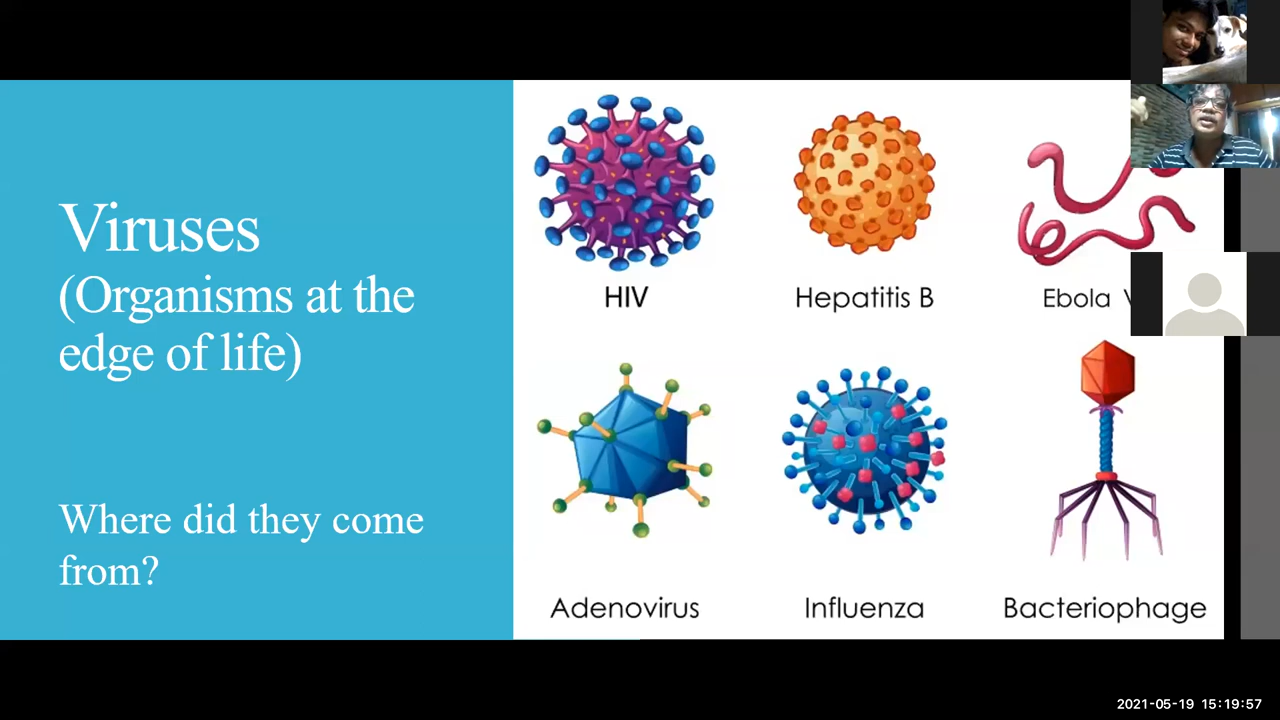 Viruses
(Organisms at the
edge of life)
Where did they come
from?
HIV
Hepatitis B
Ebola
Adenovirus
Influenza
Bacteriophage
2021-05-19 15:19:57